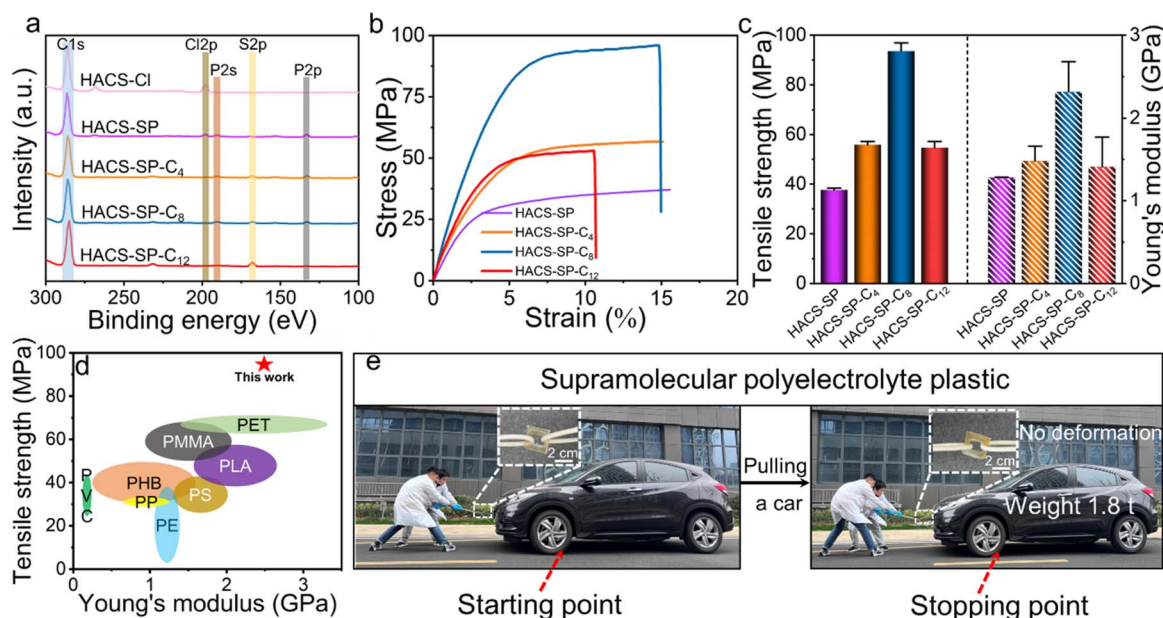 a
C1s
Cl2p
S2p
P2s
P2p
HACS-Cl
HACS-SP
HACS-SP-C4
HACS-SP-C8
HACS-SP-C12
Intensity (a.u.)
300 250 200 150 100
Binding energy (eV)
b
Stress (MPa)
100
75
50
25
0
HACS-SP
HACS-SP-C4
HACS-SP-C8
HACS-SP-C12
0 5 10 15 20
Strain (%)
c
Tensile strength (MPa)
100
80
60
40
20
0
3
2
1
0
Young's modulus (GPa)
HACS-SP
HACS-SP-C4
HACS-SP-C8
HACS-SP-C12
HACS-SP
HACS-SP-C4
HACS-SP-C8
HACS-SP-C12
d
Tensile strength (MPa)
100
80
60
40
20
0
This work
PET
PMMA
PLA
PHB
PVC
PP
PS
PE
0 1 2 3
Young's modulus (GPa)
e
Supramolecular polyelectrolyte plastic
2 cm
Pulling
a car
2 cm
No deformation
Weight 1.8 t
Starting point
Stopping point